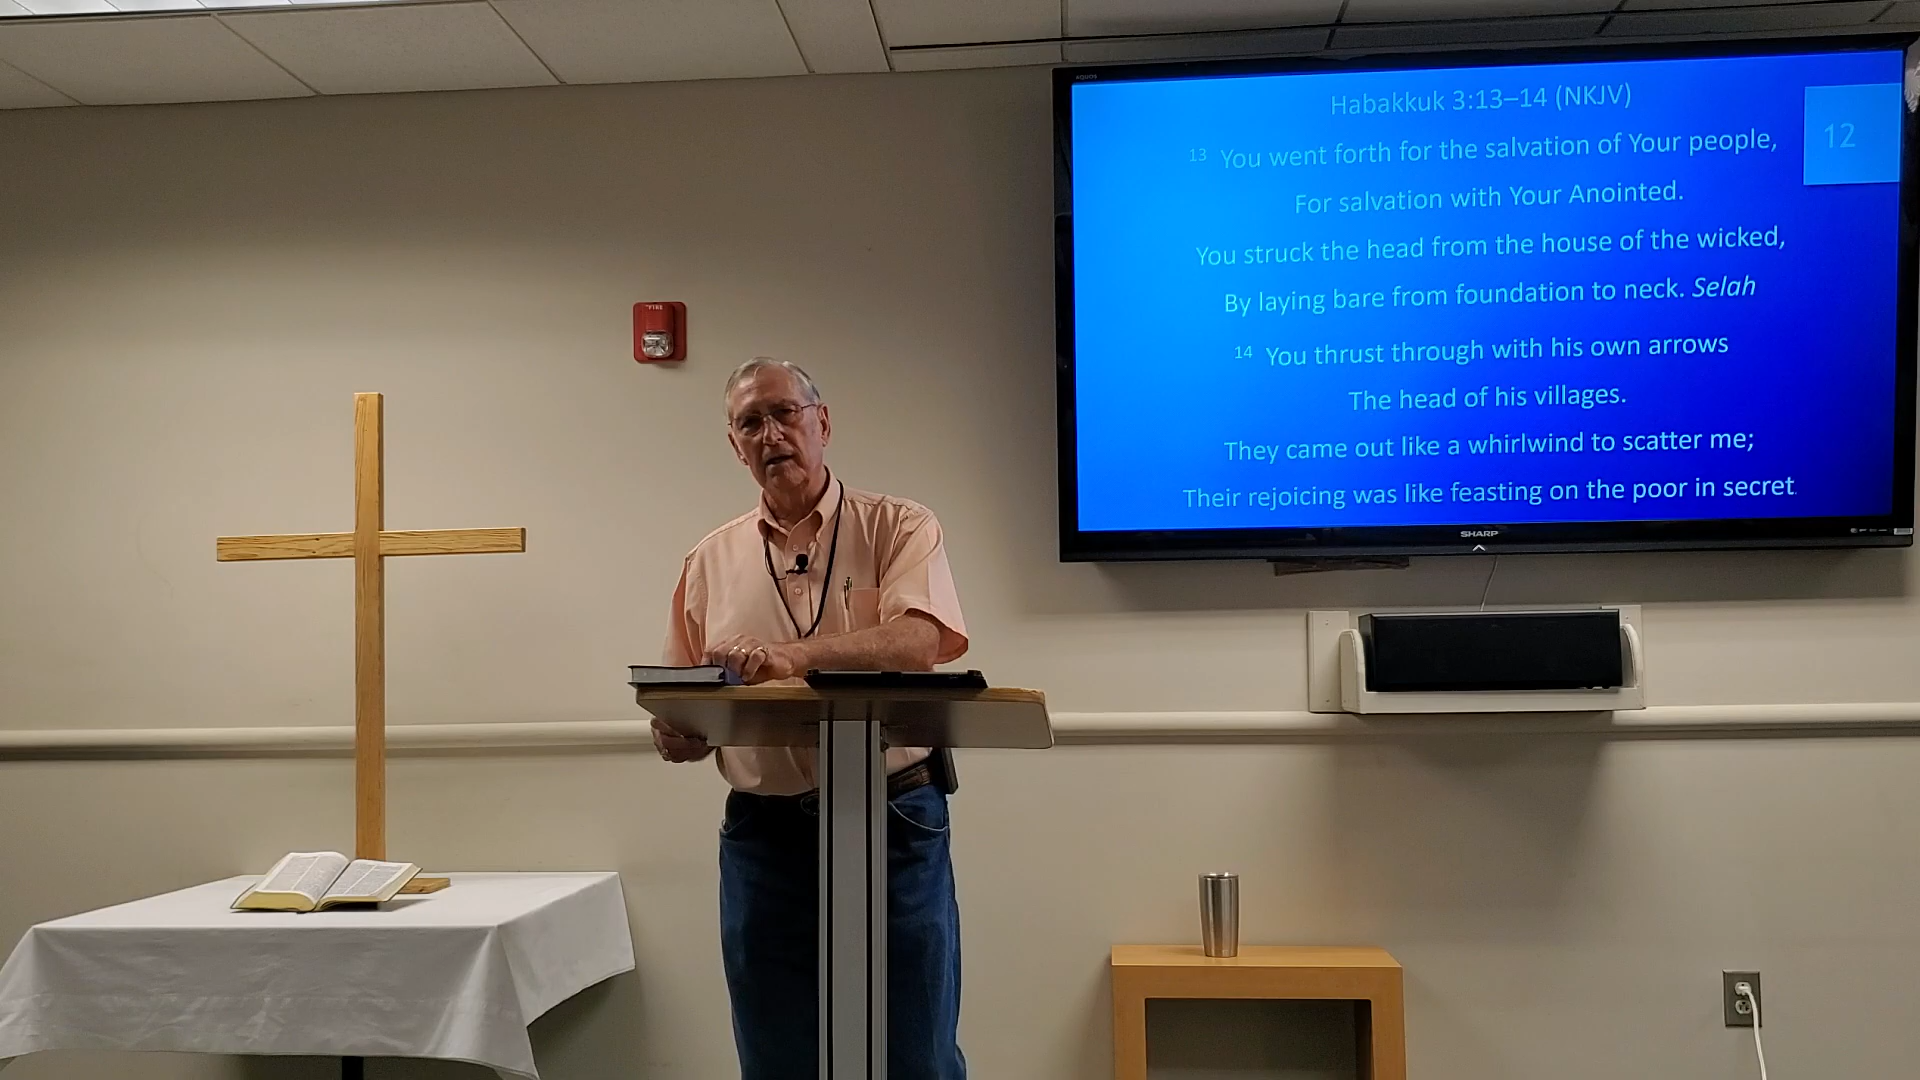 AQUOS
Habakkuk 3:13–14 (NKJV)
12
13 You went forth for the salvation of Your people,
For salvation with Your Anointed.
You struck the head from the house of the wicked,
By laying bare from foundation to neck. Selah
14 You thrust through with his own arrows
The head of his villages.
They came out like a whirlwind to scatter me;
Their rejoicing was like feasting on the poor in secret.
SHARP
FIRE